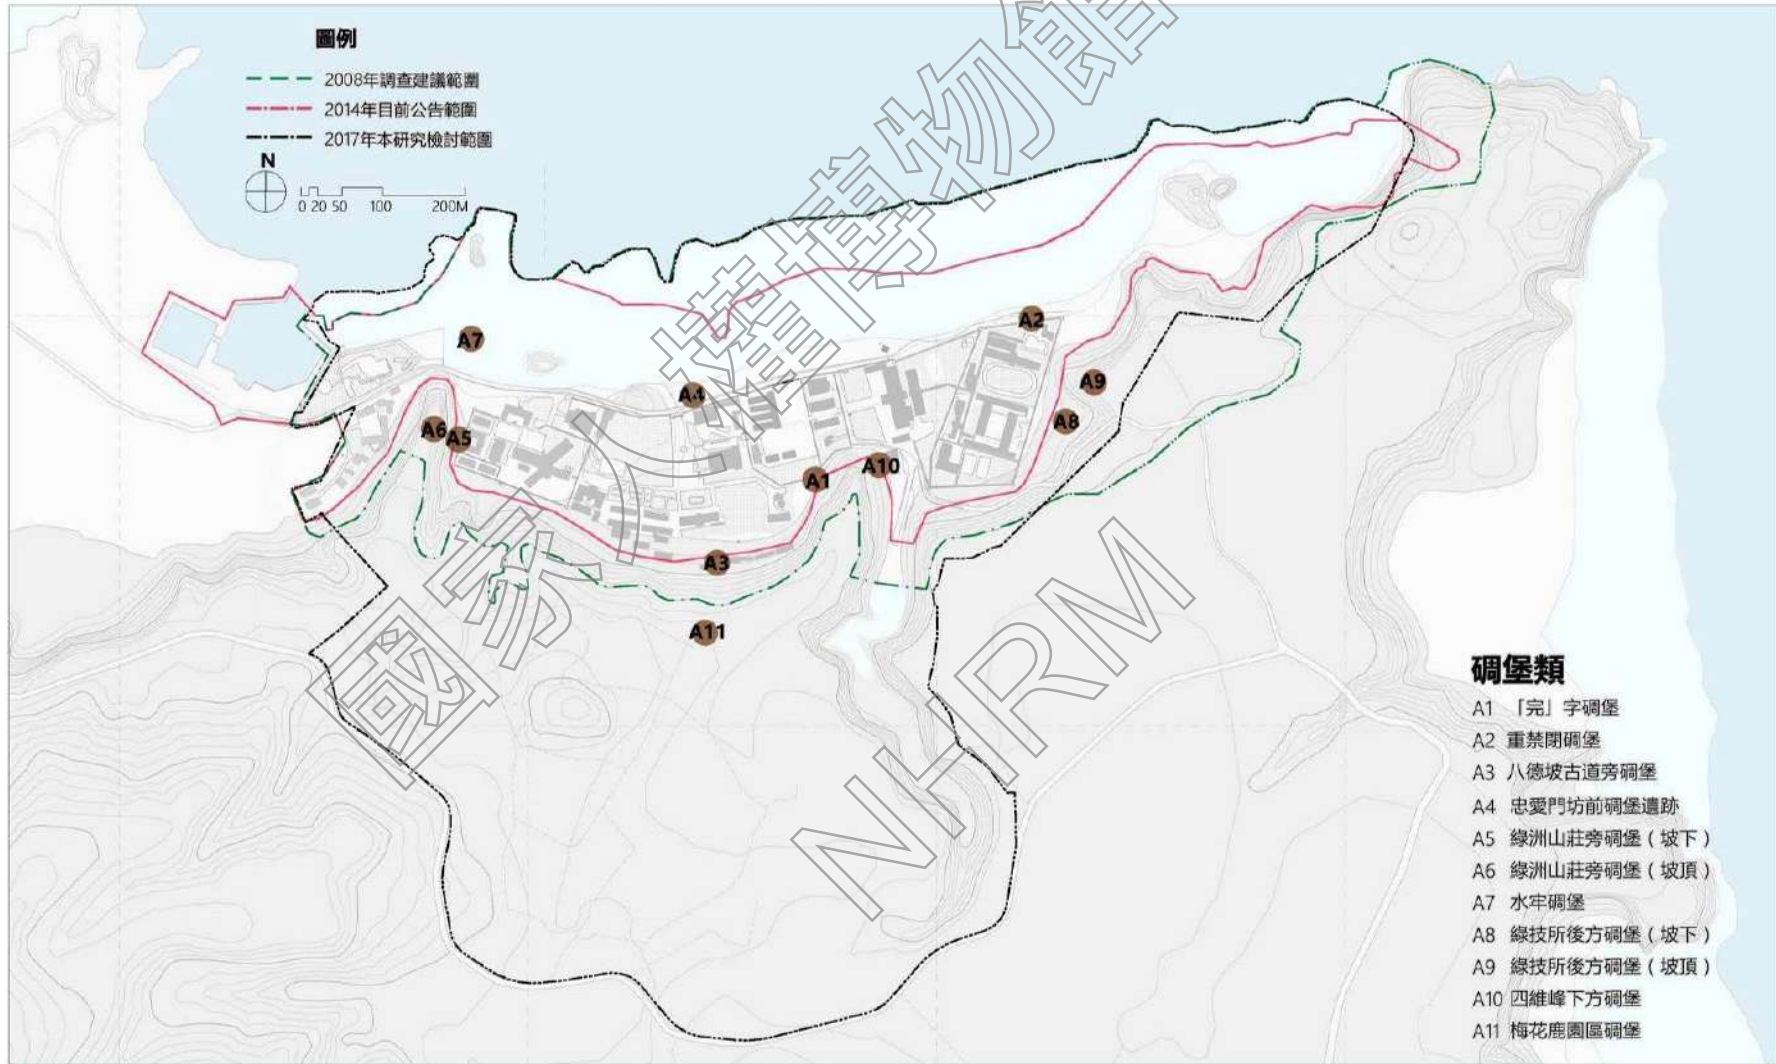 圖例
2008年調查建議範圍
2014年目前公告範圍
2017年本研究檢討範圍
N
0 20 50 100 200M
A7
A2
A4
A9
A6
A5
A8
A1
A10
A3
A11
國家人權博物館
NHRM
碉堡類
A1 「完」字碉堡
A2 重禁閉碉堡
A3 八德坡古道旁碉堡
A4 忠愛門坊前碉堡遺跡
A5 綠洲山莊旁碉堡（坡下）
A6 綠洲山莊旁碉堡（坡頂）
A7 水牢碉堡
A8 綠技所後方碉堡（坡下）
A9 綠技所後方碉堡（坡頂）
A10 四維峰下方碉堡
A11 梅花鹿園區碉堡